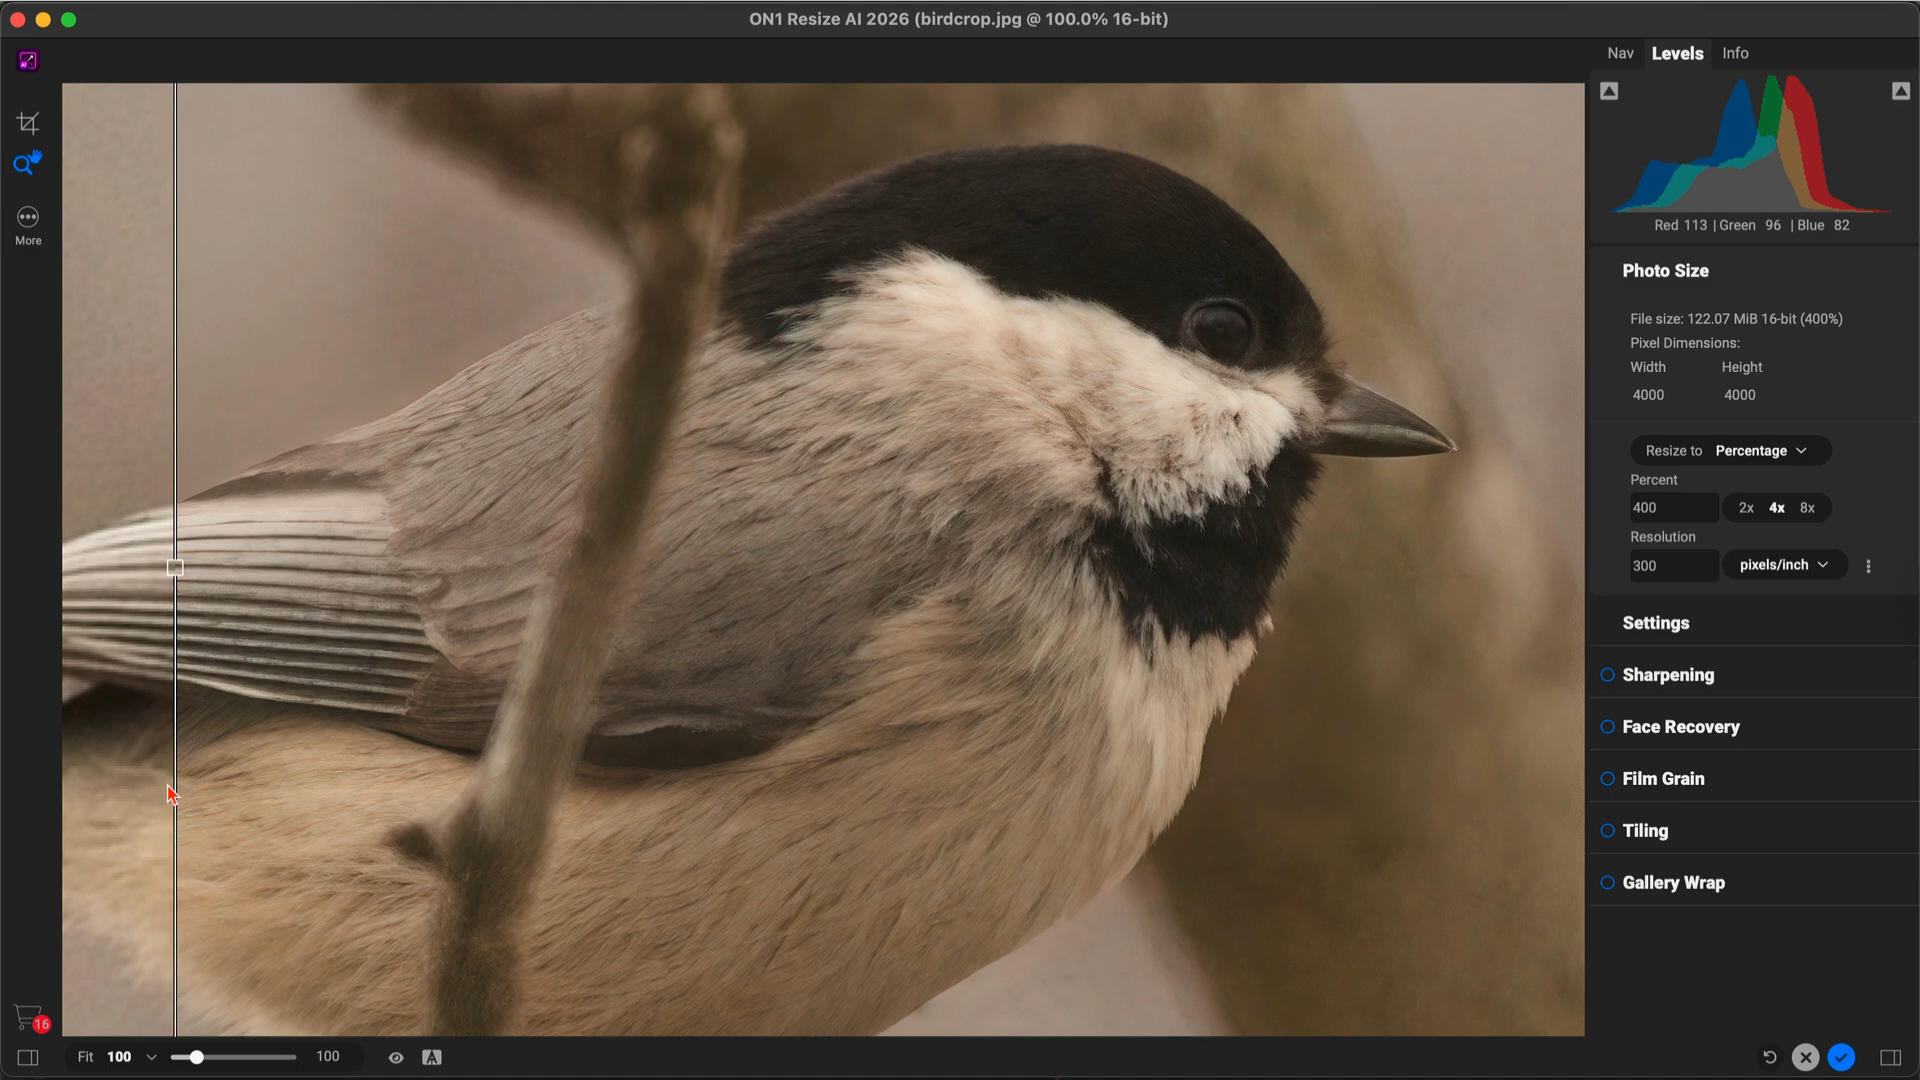 ON1 Resize AI 2026 (birdcrop.jpg @ 100.0% 16-bit)
AI
Nav Levels Info
More
Red 113 | Green 96 | Blue 82
Photo Size
File size: 122.07 MiB 16-bit (400%)
Pixel Dimensions:
Width Height
4000 4000
Resize to Percentage
Percent
400 2x 4x 8x
Resolution
300 pixels/inch
Settings
Sharpening
Face Recovery
Film Grain
Tiling
Gallery Wrap
16
Fit 100 100 A